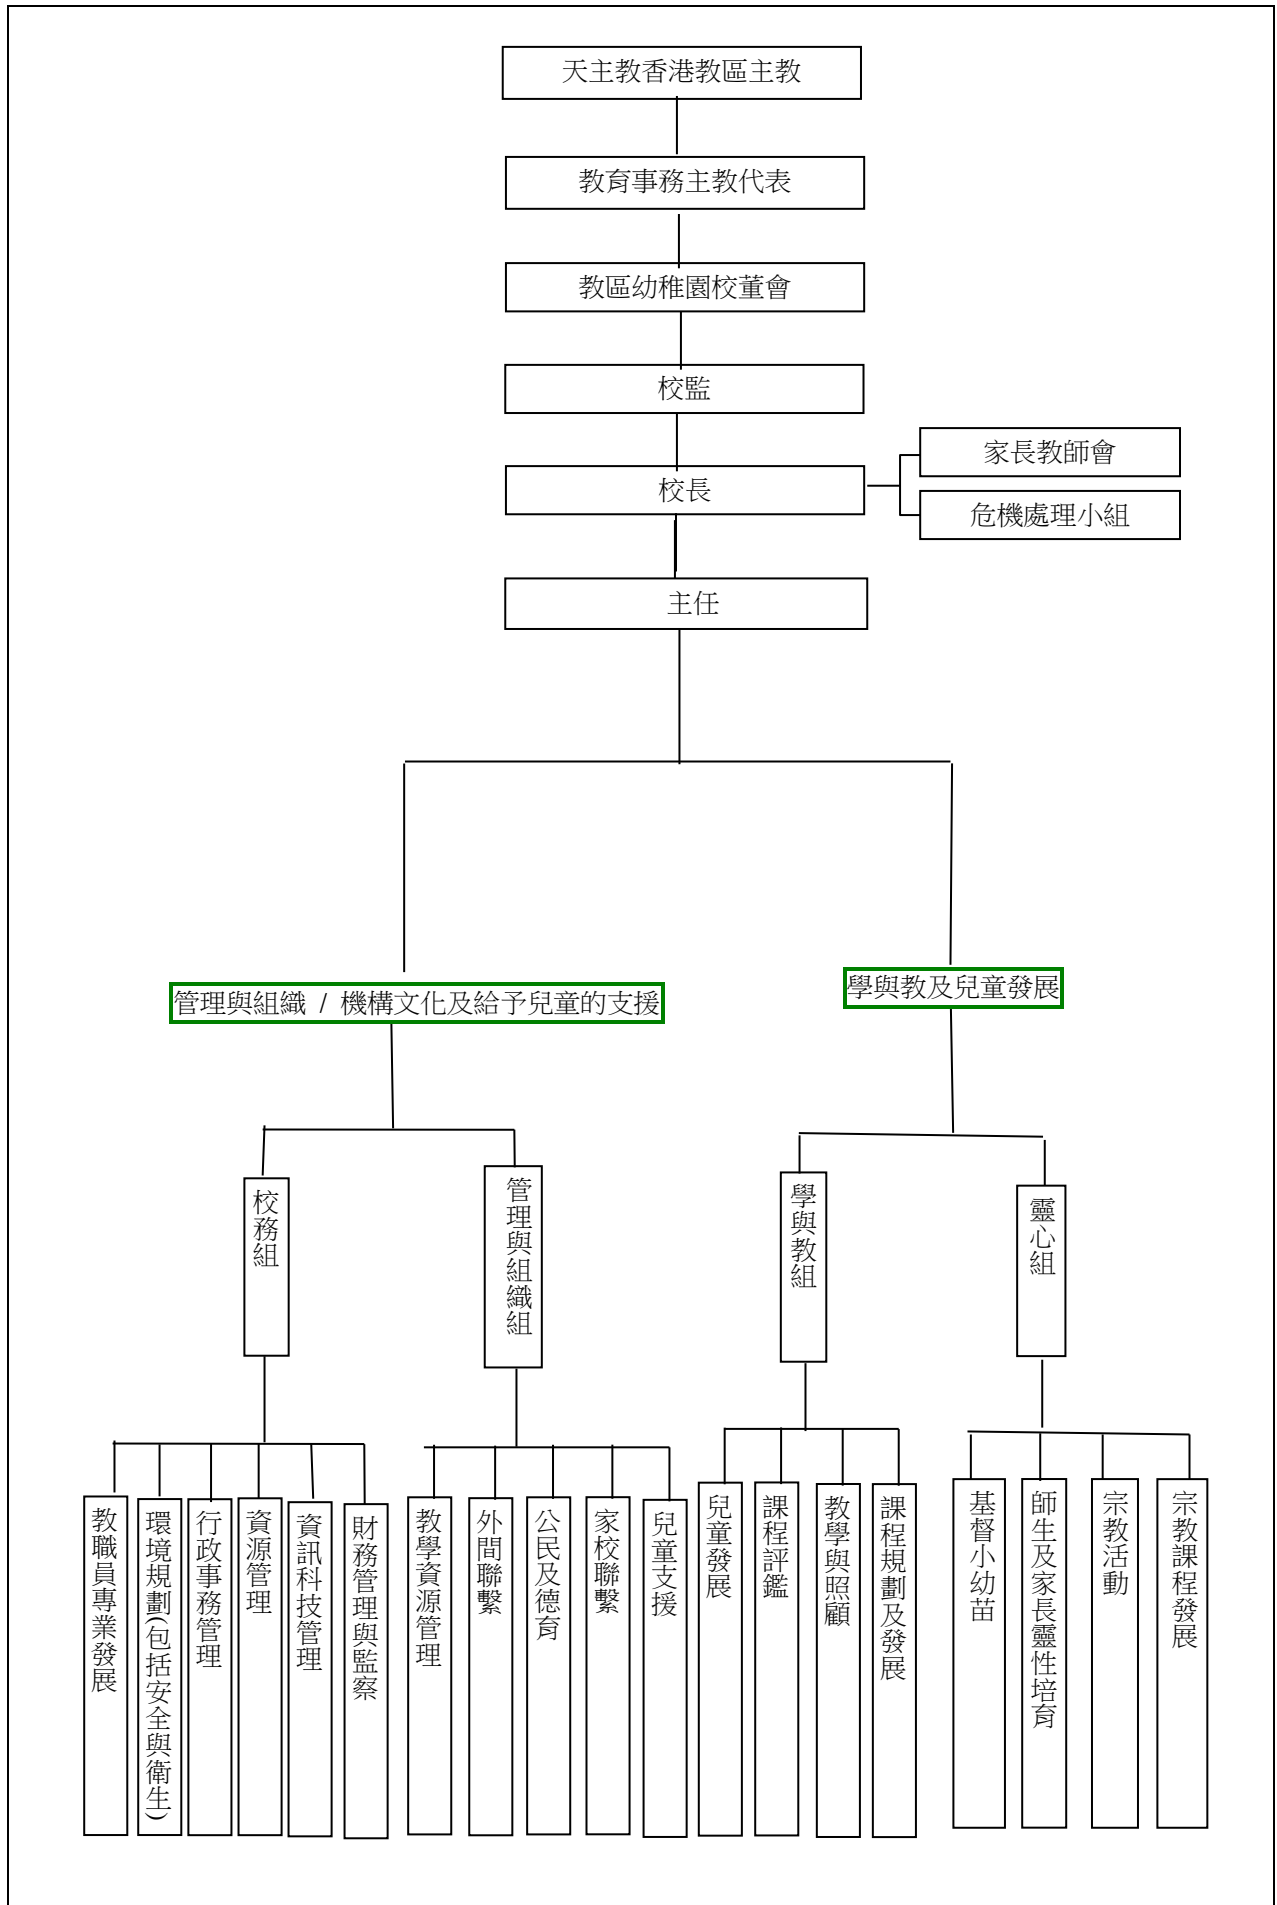 天主教香港教區主教
教育事務主教代表
教區幼稚園校董會
校監
校長
家長教師會
危機處理小組
主任
管理與組織 / 機構文化及給予兒童的支援
學與教及兒童發展
校務組
管理與組織組
學與教組
靈心組
教職員專業發展
環境規劃(包括安全與衛生)
行政事務管理
資源管理
資訊科技管理
財務管理與監察
教學資源管理
外間聯繫
公民及德育
家校聯繫
兒童支援
兒童發展
課程評鑑
教學與照顧
課程規劃及發展
基督小幼苗
師生及家長靈性培育
宗教活動
宗教課程發展